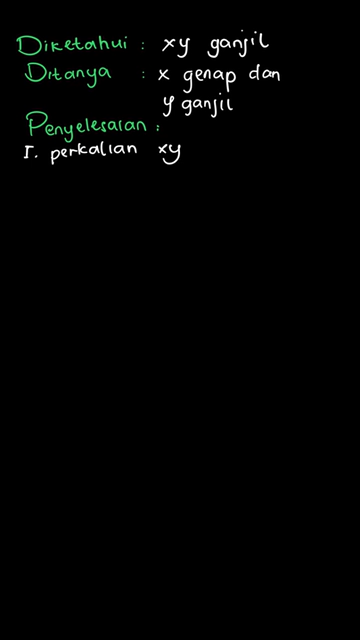 Diketahui : xy ganjil
Ditanya : x genap dan
y ganjil
Penyelesaian :
I. perkalian xy